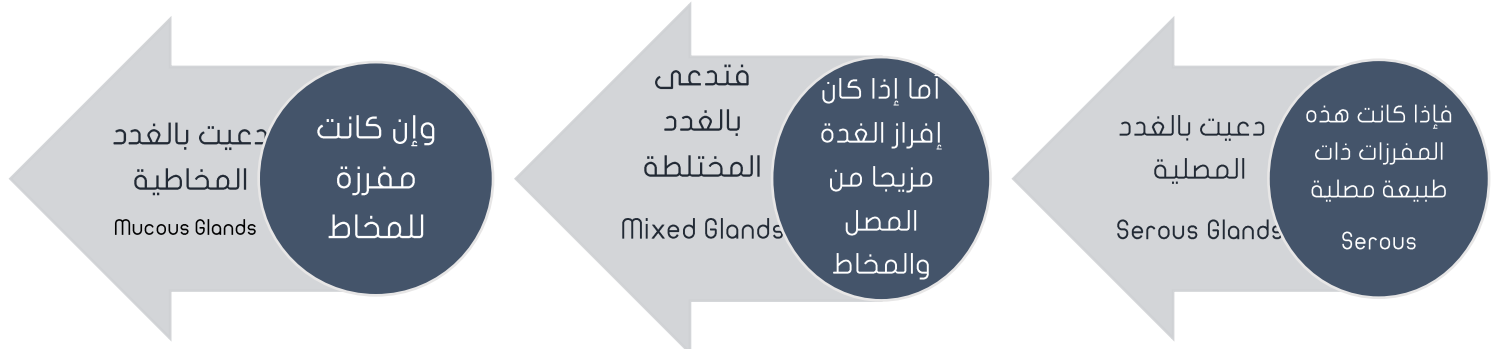 فإذا كانت هذه
المفرزات ذات
طبيعة مصلية
Serous
دعيت بالغدد
المصلية
Serous Glands
أما إذا كان
إفراز الغدة
مزيجا من
المصل
والمخاط
فتدعى
بالغدد
المختلطة
Mixed Glands
وإن كانت
مفرزة
للمخاط
دعيت بالغدد
المخاطية
Mucous Glands